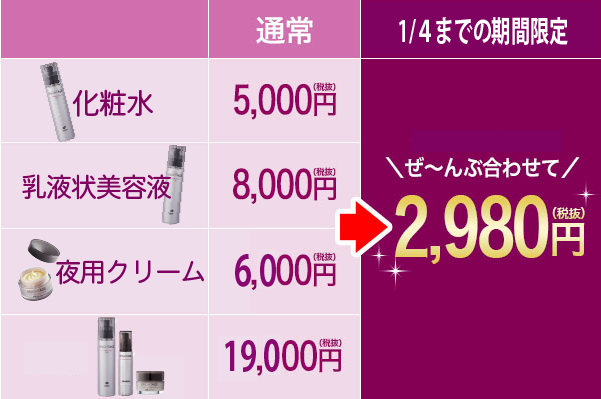 通常
1/4までの期間限定
化粧水
5,000円
(税抜)
乳液状美容液
8,000円
(税抜)
夜用クリーム
6,000円
(税抜)
19,000円
(税抜)
＼ぜ〜んぶ合わせて／
2,980円
(税抜)